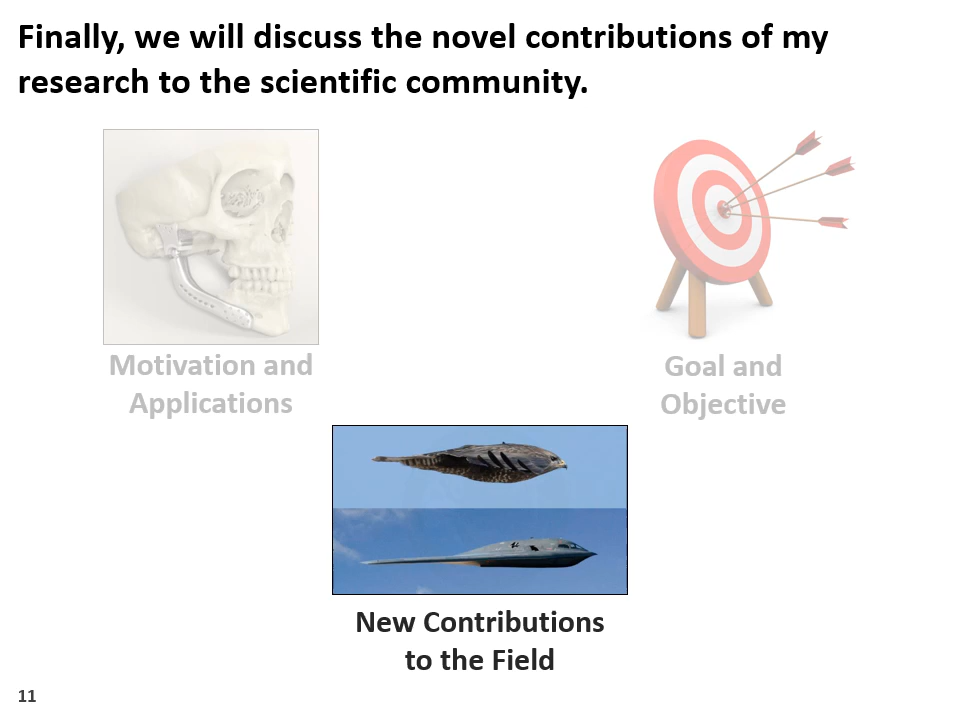 Finally, we will discuss the novel contributions of my
research to the scientific community.
Motivation and
Applications
Goal and
Objective
New Contributions
to the Field
11